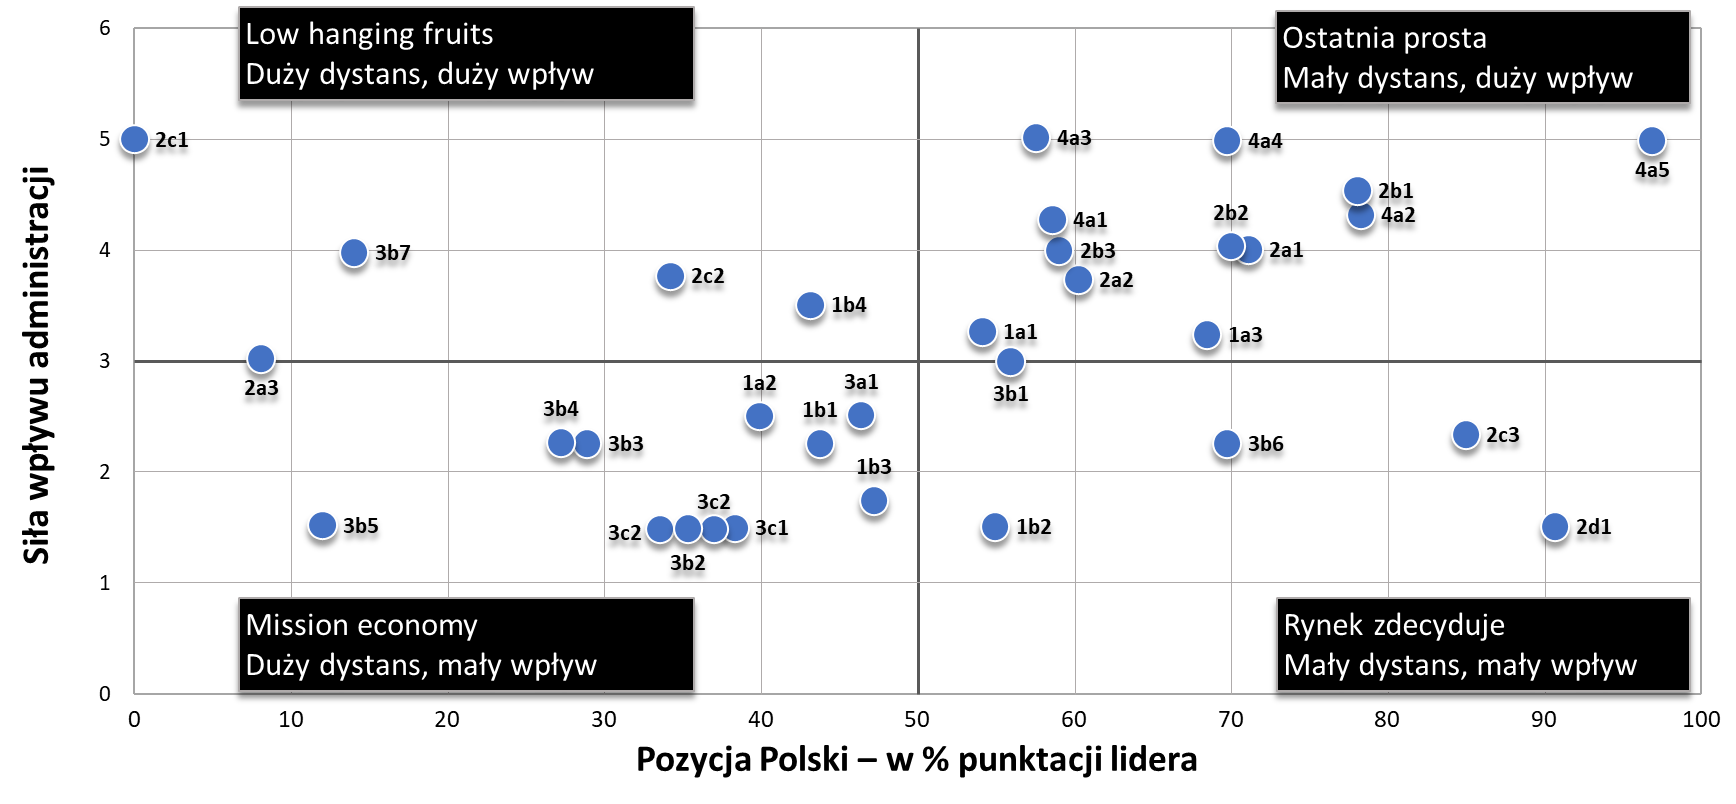 Low hanging fruits
Duży dystans, duży wpływ
Ostatnia prosta
Mały dystans, duży wpływ
6
5
4
3
2
1
0
Siła wpływu administracji
2c1
4a3
4a4
4a5
2b1
4a2
2b2
4a1
2b3
2a1
3b7
2c2
2a2
1b4
1a1
1a3
2a3
3b1
1a2
3a1
3b4
1b1
3b3
3b6
2c3
1b3
3c2
3b5
3c2
3c1
1b2
2d1
3b2
Mission economy
Duży dystans, mały wpływ
Rynek zdecyduje
Mały dystans, mały wpływ
0 10 20 30 40 50 60 70 80 90 100
Pozycja Polski – w % punktacji lidera